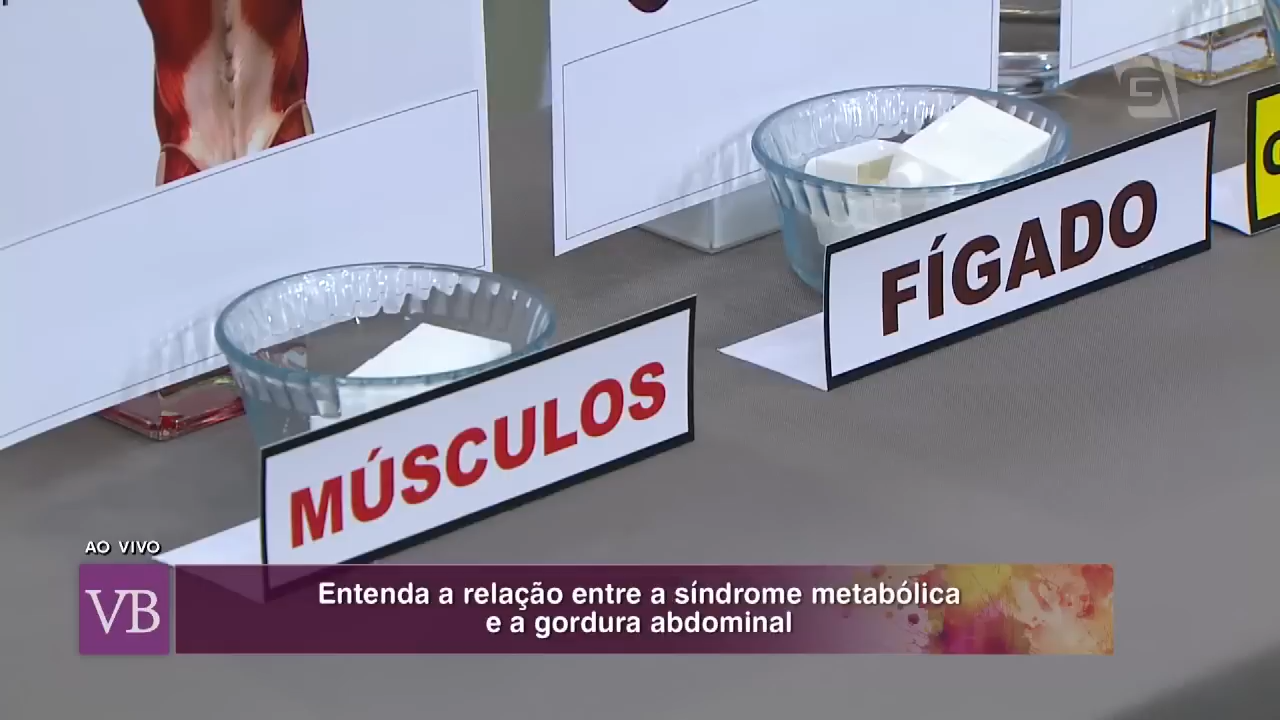 G
FÍGADO
MÚSCULOS
AO VIVO
VB
Entenda a relação entre a síndrome metabólica
e a gordura abdominal